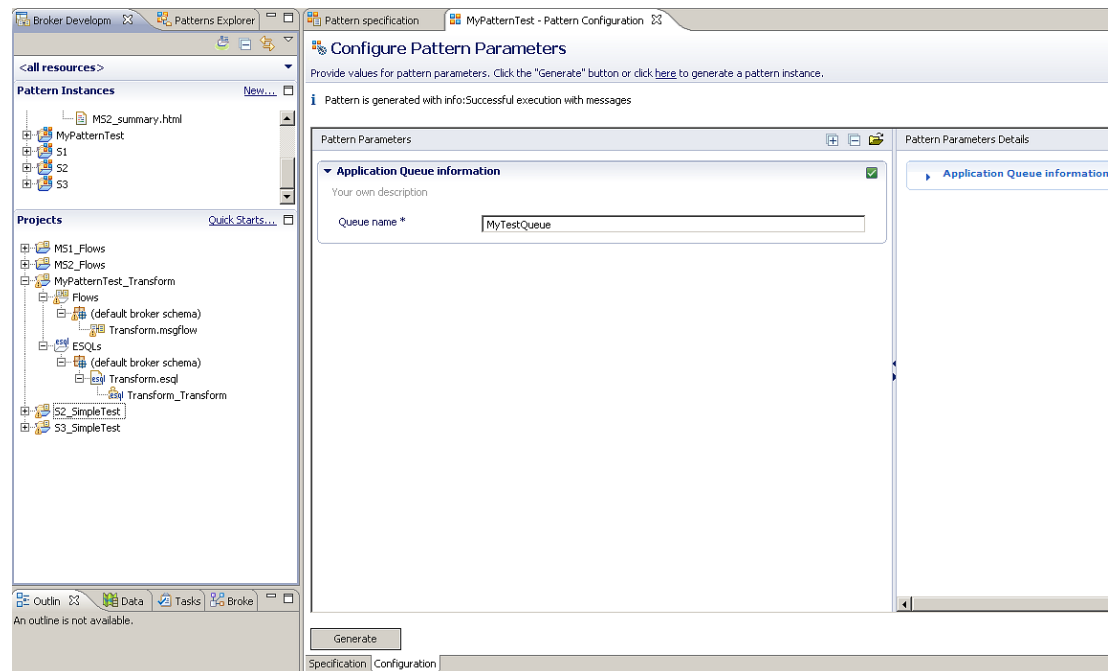 Broker Developm
Patterns Explorer
<all resources>
Pattern Instances
New...
MS2_summary.html
MyPatternTest
S1
S2
S3
Projects
Quick Starts...
MS1_Flows
MS2_Flows
MyPatternTest_Transform
Flows
(default broker schema)
Transform.msgflow
ESQLs
(default broker schema)
Transform.esql
Transform_Transform
S2_SimpleTest
S3_SimpleTest
Outlin
Data
Tasks
Broke
An outline is not available.
Pattern specification
MyPatternTest - Pattern Configuration
Configure Pattern Parameters
Provide values for pattern parameters. Click the "Generate" button or click here to generate a pattern instance.
Pattern is generated with info:Successful execution with messages
Pattern Parameters
Application Queue information
Your own description
Queue name *
MyTestQueue
Pattern Parameters Details
Application Queue information
Generate
Specification
Configuration